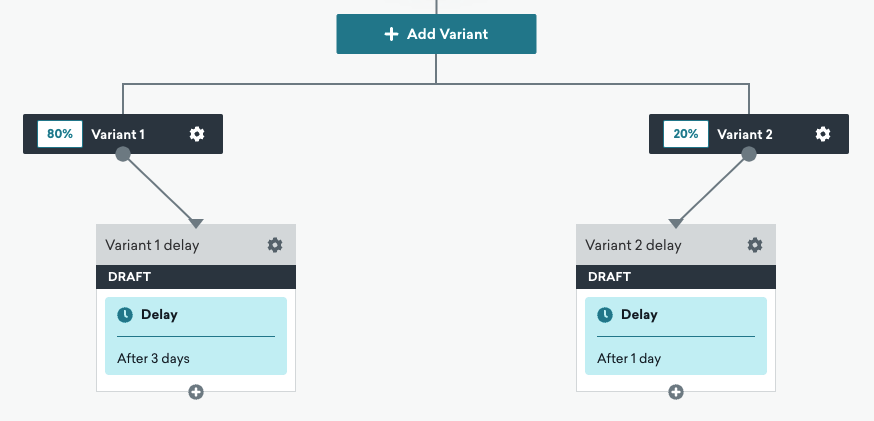 Add Variant
80% Variant 1
20% Variant 2
Variant 1 delay
DRAFT
Delay
After 3 days
Variant 2 delay
DRAFT
Delay
After 1 day